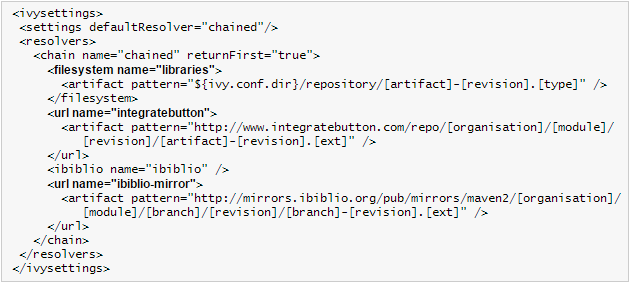 <ivysettings>
 <settings defaultResolver="chained"/>
 <resolvers>
   <chain name="chained" returnFirst="true">
     <filesystem name="libraries">
       <artifact pattern="${ivy.conf.dir}/repository/[artifact]-[revision].[type]" />
     </filesystem>
     <url name="integratebutton">
       <artifact pattern="http://www.integratebutton.com/repo/[organisation]/[module]/
          [revision]/[artifact]-[revision].[ext]" />
     </url>
     <ibiblio name="ibiblio" />
     <url name="ibiblio-mirror">
       <artifact pattern="http://mirrors.ibiblio.org/pub/mirrors/maven2/[organisation]/
          [module]/[branch]/[revision]/[branch]-[revision].[ext]" />
     </url>
   </chain>
 </resolvers>
</ivysettings>